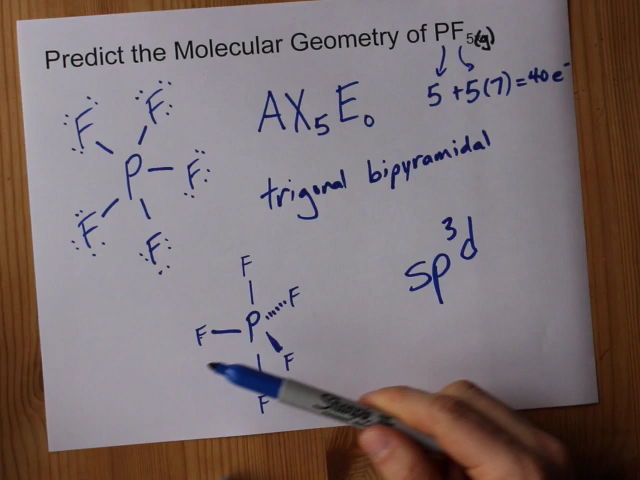 Predict the Molecular Geometry of PF₅(g)
5 + 5(7) = 40e⁻
AX₅E₀
trigonal bipyramidal
sp³d
F F
P F
F F
F
F
F P
F
F
Sharpie